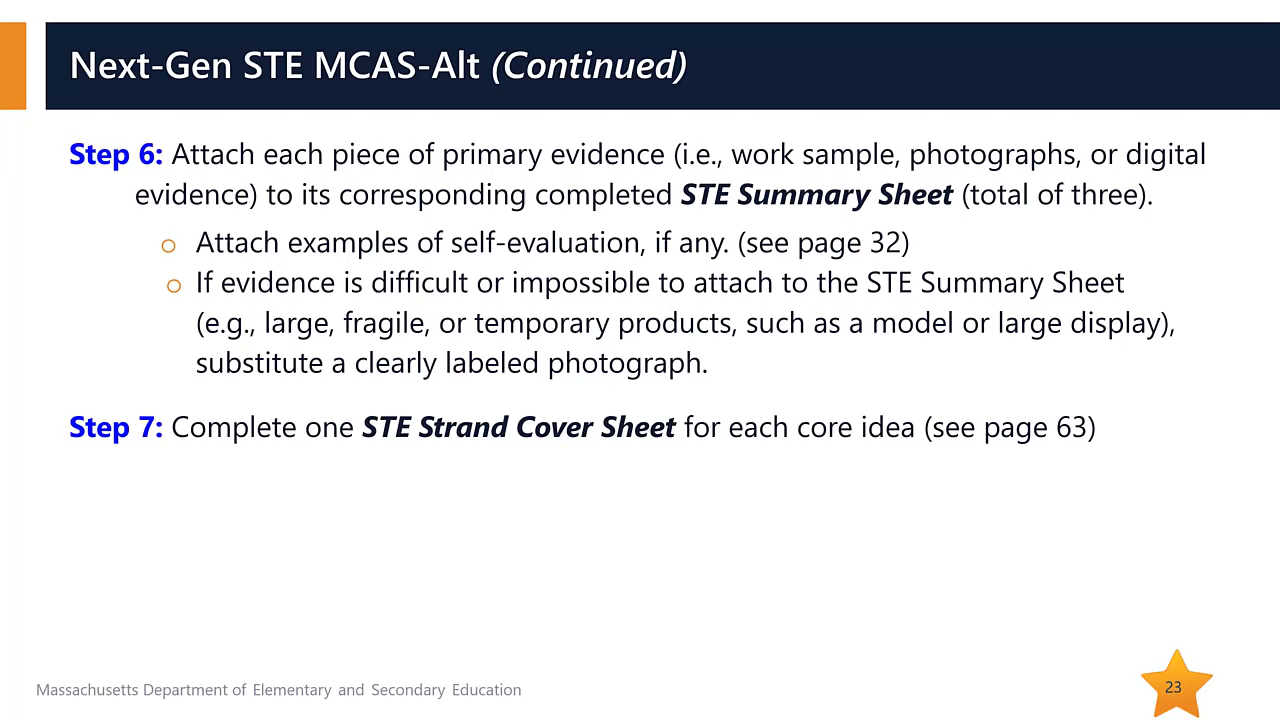 Next-Gen STE MCAS-Alt (Continued)
Step 6: Attach each piece of primary evidence (i.e., work sample, photographs, or digital
evidence) to its corresponding completed STE Summary Sheet (total of three).
o Attach examples of self-evaluation, if any. (see page 32)
o If evidence is difficult or impossible to attach to the STE Summary Sheet
(e.g., large, fragile, or temporary products, such as a model or large display),
substitute a clearly labeled photograph.
Step 7: Complete one STE Strand Cover Sheet for each core idea (see page 63)
Massachusetts Department of Elementary and Secondary Education
23